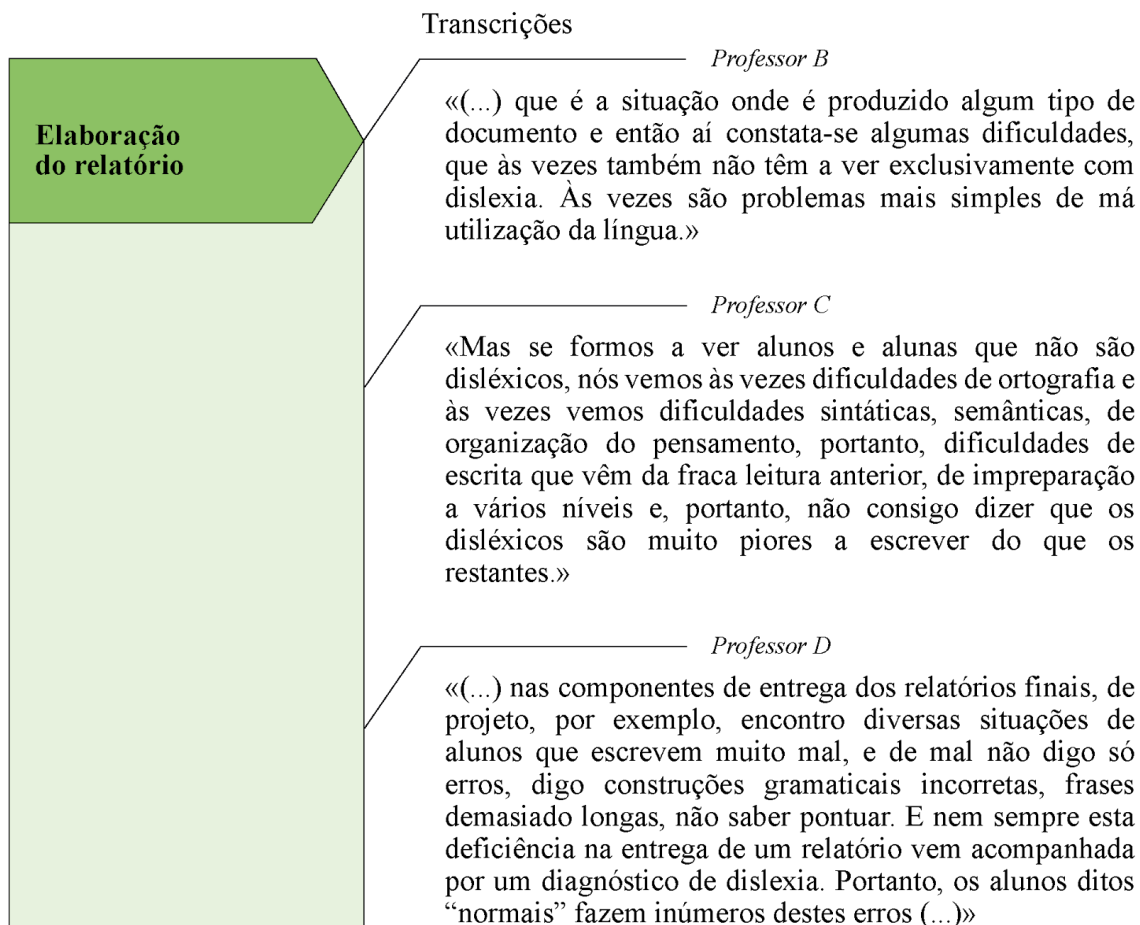 Transcrições
Elaboração
do relatório
Professor B
«(...) que é a situação onde é produzido algum tipo de
documento e então aí constata-se algumas dificuldades,
que às vezes também não têm a ver exclusivamente com
dislexia. Às vezes são problemas mais simples de má
utilização da língua.»
Professor C
«Mas se formos a ver alunos e alunas que não são
disléxicos, nós vemos às vezes dificuldades de ortografia e
às vezes vemos dificuldades sintáticas, semânticas, de
organização do pensamento, portanto, dificuldades de
escrita que vêm da fraca leitura anterior, de impreparação
a vários níveis e, portanto, não consigo dizer que os
disléxicos são muito piores a escrever do que os
restantes.»
Professor D
«(...) nas componentes de entrega dos relatórios finais, de
projeto, por exemplo, encontro diversas situações de
alunos que escrevem muito mal, e de mal não digo só
erros, digo construções gramaticais incorretas, frases
demasiado longas, não saber pontuar. E nem sempre esta
deficiência na entrega de um relatório vem acompanhada
por um diagnóstico de dislexia. Portanto, os alunos ditos
“normais” fazem inúmeros destes erros (...)»